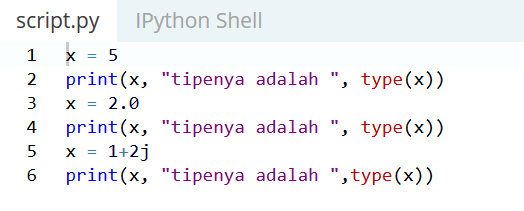 script.py IPython Shell
1 x = 5
2 print(x, "tipenya adalah ", type(x))
3 x = 2.0
4 print(x, "tipenya adalah ", type(x))
5 x = 1+2j
6 print(x, "tipenya adalah ",type(x))